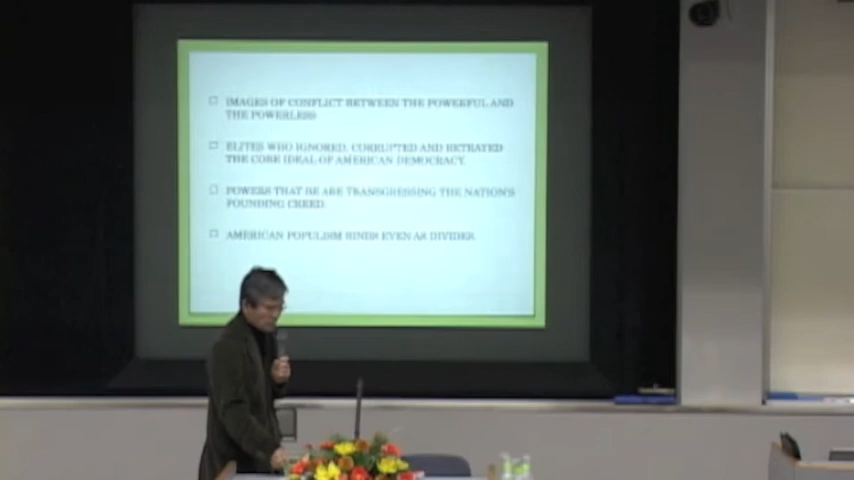 IMAGES OF CONFLICT BETWEEN THE POWERFUL AND
THE POWERLESS
ELITES WHO IGNORED, CORRUPTED AND BETRAYED
THE CORE IDEAL OF AMERICAN DEMOCRACY.
POWERS THAT BE ARE TRANSGRESSING THE NATION'S
FOUNDING CREED.
AMERICAN POPULISM BINDS EVEN AS DIVIDES.